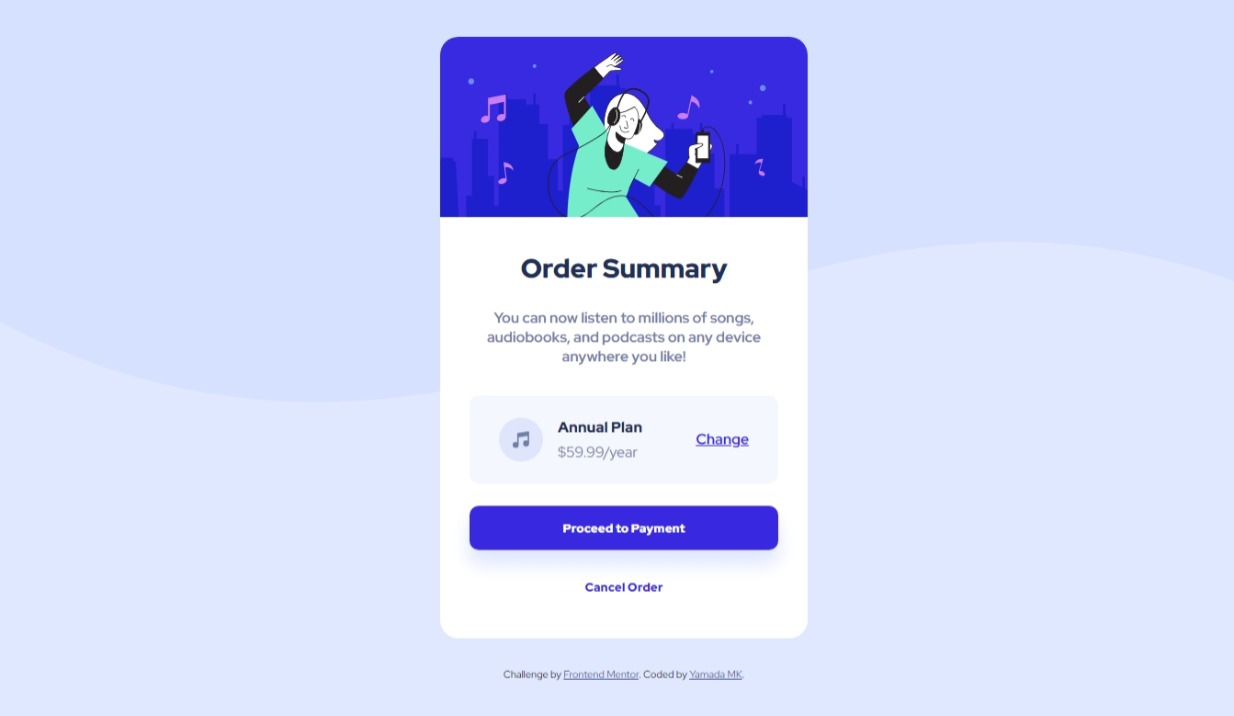 Order Summary
You can now listen to millions of songs,
audiobooks, and podcasts on any device
anywhere you like!
Annual Plan
$59.99/year
Change
Proceed to Payment
Cancel Order
Challenge by Frontend Mentor. Coded by Yamada MK.